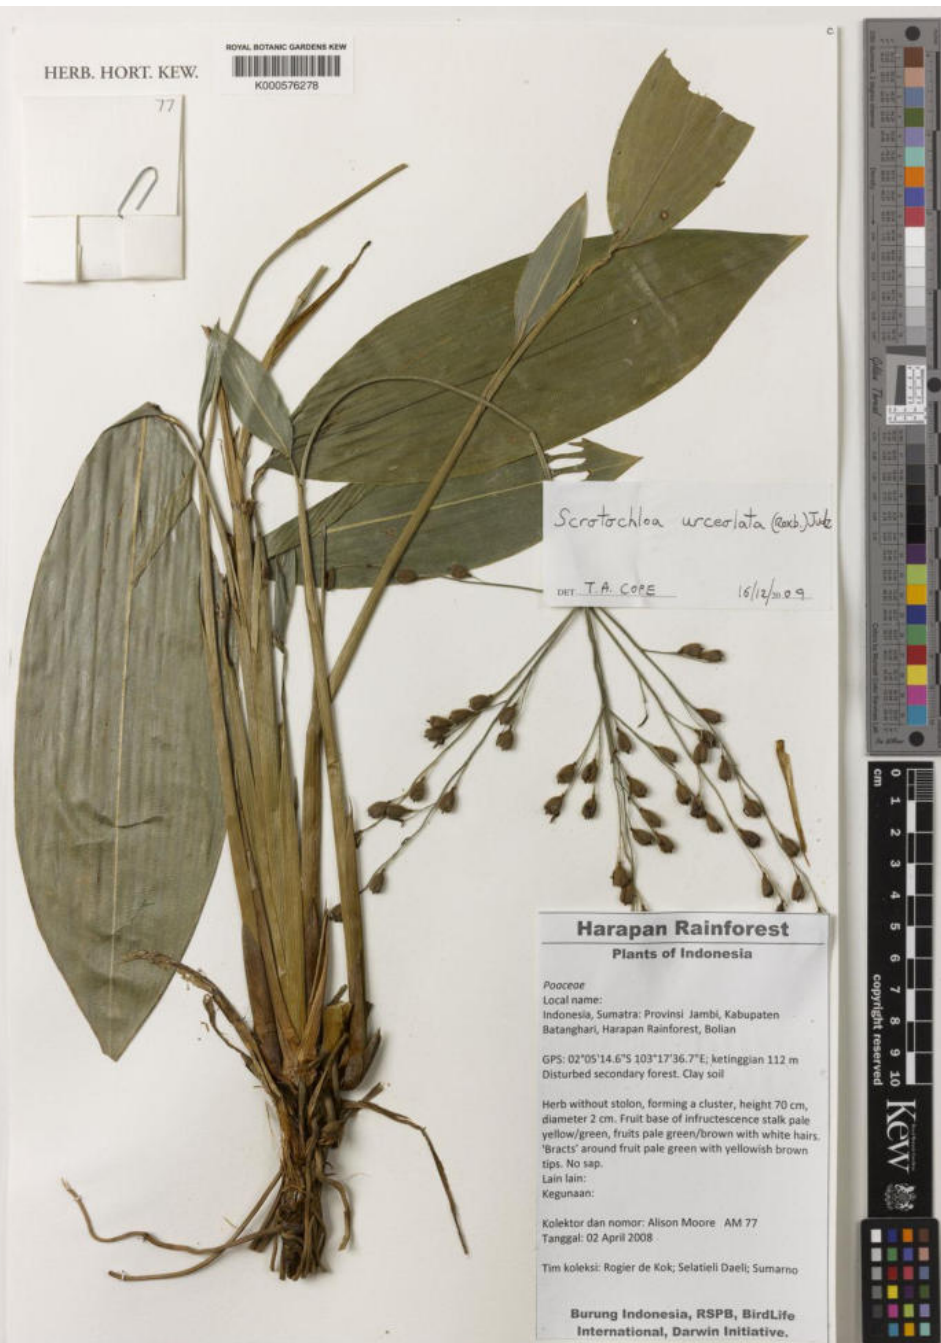 C
HERB. HORT. KEW.
ROYAL BOTANIC GARDENS KEW
K000576278
77
Scrotochloa urceolata (Roxb.) Judz
DET. T.A. COPE 16/12/2009
Harapan Rainforest
Plants of Indonesia
Poaceae
Local name:
Indonesia, Sumatra: Provinsi Jambi, Kabupaten
Batanghari, Harapan Rainforest, Bolian
GPS: 02°05'14.6"S 103°17'36.7"E; ketinggian 112 m
Disturbed secondary forest. Clay soil
Herb without stolon, forming a cluster, height 70 cm,
diameter 2 cm. Fruit base of infructescence stalk pale
yellow/green, fruits pale green/brown with white hairs.
'Bracts' around fruit pale green with yellowish brown
tips. No sap.
Lain lain:
Kegunaan:
Kolektor dan nomor: Alison Moore AM 77
Tanggal: 02 April 2008
Tim koleksi: Rogier de Kok; Selatieli Daeli; Sumarno
Burung Indonesia, RSPB, BirdLife
International, Darwin Initiative.
cm
0
1
2
3
4
5
6
7
8
9
10
copyright reserved
Kew